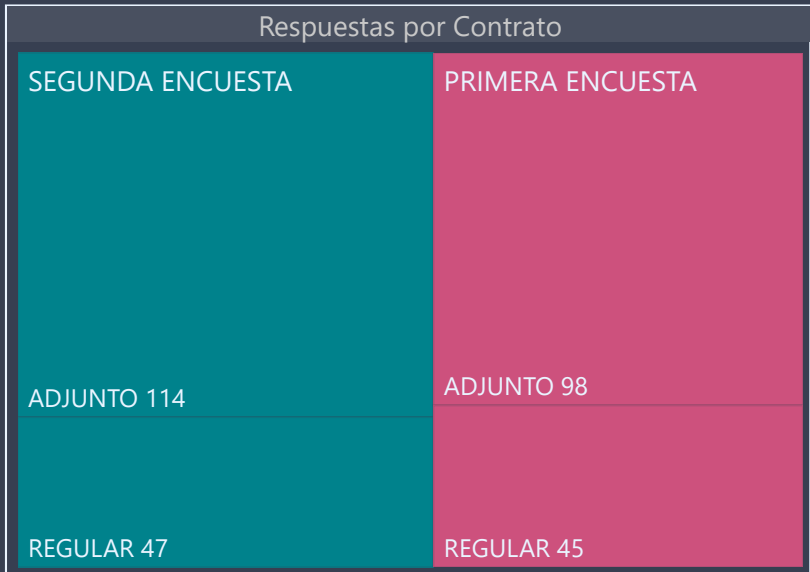 Respuestas por Contrato
SEGUNDA ENCUESTA
ADJUNTO 114
REGULAR 47
PRIMERA ENCUESTA
ADJUNTO 98
REGULAR 45